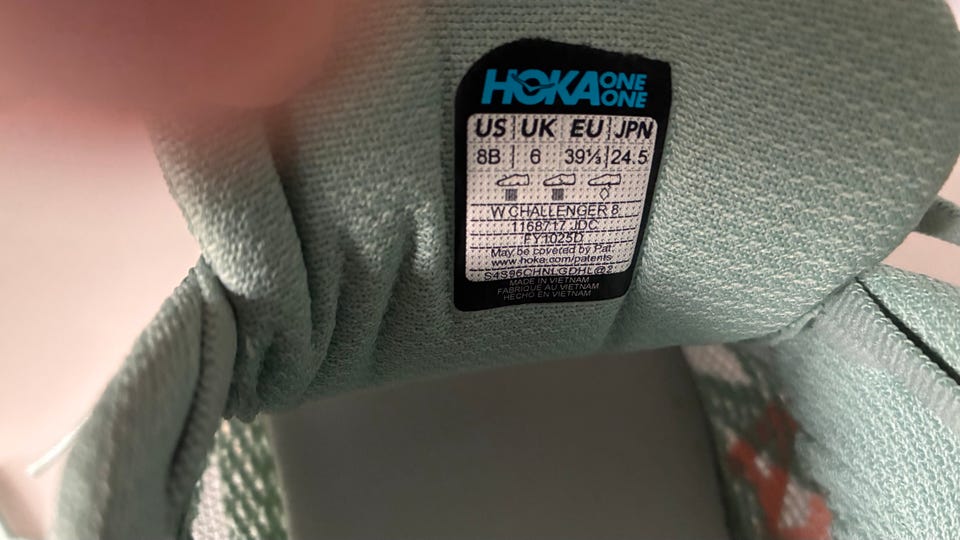 HOKA ONE ONE
US UK EU JPN
8B 6 39⅓ 24.5
W CHALLENGER 8
1168717 JDC
FY1025D
May be covered by Pat.
www.hoka.com/patents
MADE IN VIETNAM
FABRIQUÉ AU VIETNAM
HECHO EN VIETNAM